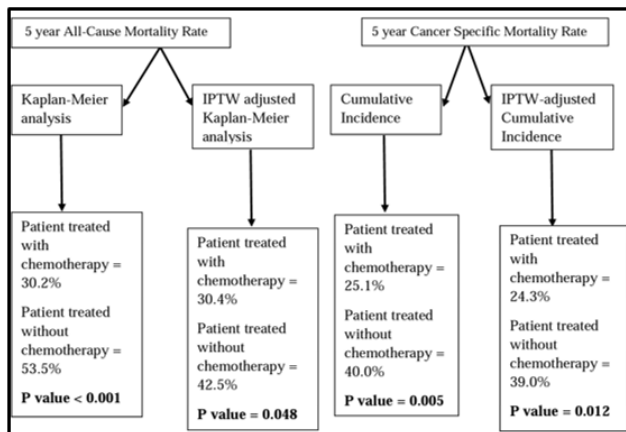 5 year All-Cause Mortality Rate
5 year Cancer Specific Mortality Rate
Kaplan-Meier
analysis
IPTW adjusted
Kaplan-Meier
analysis
Cumulative
Incidence
IPTW-adjusted
Cumulative
Incidence
Patient treated
with
chemotherapy =
30.2%
Patient treated
without
chemotherapy =
53.5%
P value < 0.001
Patient treated
with
chemotherapy =
30.4%
Patient treated
without
chemotherapy =
42.5%
P value = 0.048
Patient treated
with
chemotherapy =
25.1%
Patient treated
without
chemotherapy =
40.0%
P value = 0.005
Patient treated
with
chemotherapy =
24.3%
Patient treated
without
chemotherapy =
39.0%
P value = 0.012